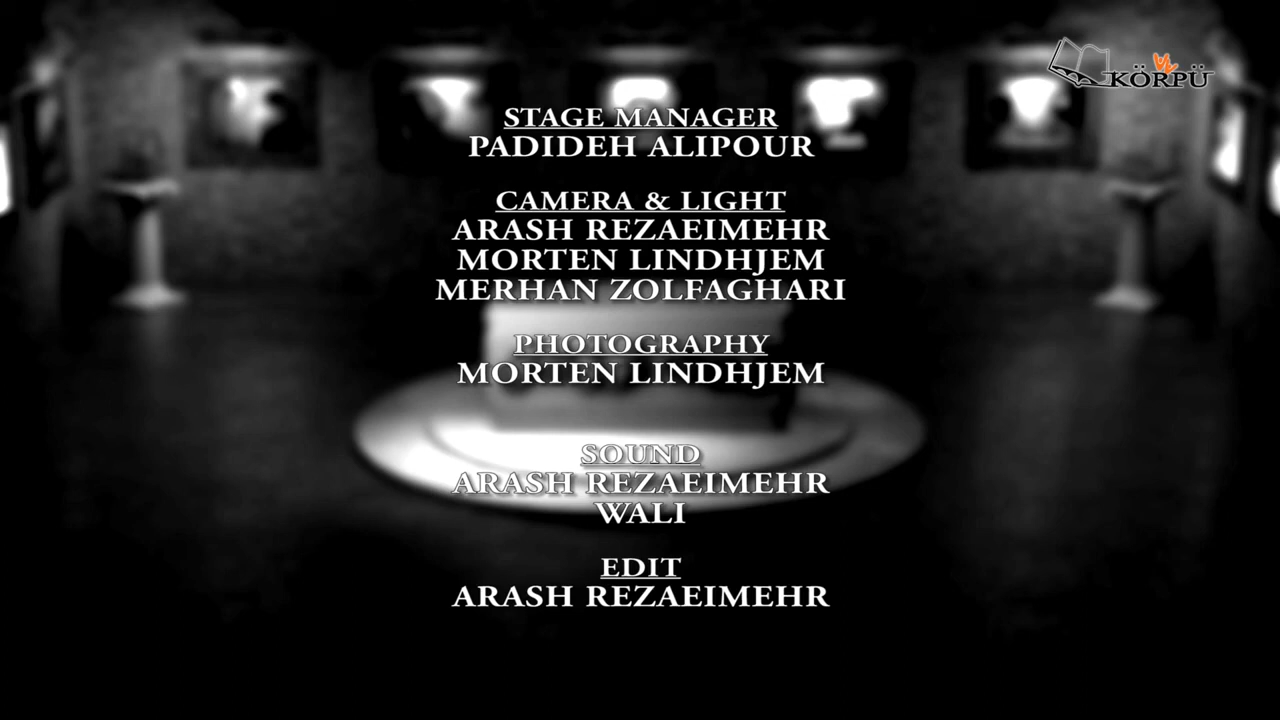 KÖRPÜ
STAGE MANAGER
PADIDEH ALIPOUR
CAMERA & LIGHT
ARASH REZAEIMEHR
MORTEN LINDHJEM
MERHAN ZOLFAGHARI
PHOTOGRAPHY
MORTEN LINDHJEM
SOUND
ARASH REZAEIMEHR
WALI
EDIT
ARASH REZAEIMEHR